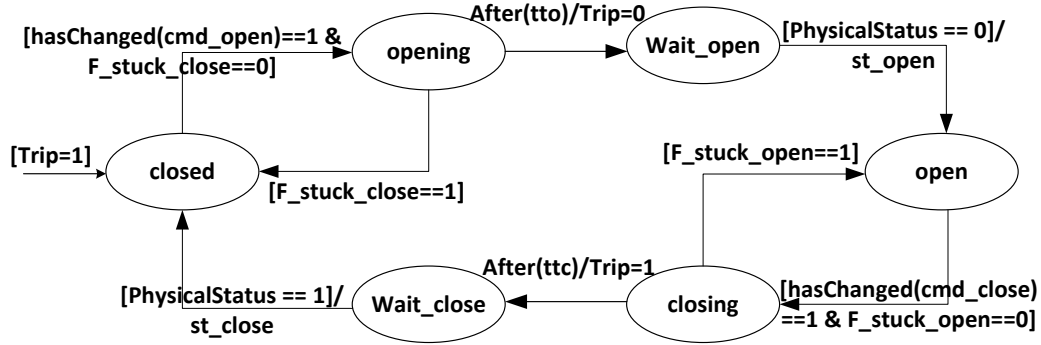 After(tto)/Trip=0
[hasChanged(cmd_open)==1 &
F_stuck_close==0]
opening
Wait_open
[PhysicalStatus == 0]/
st_open
[Trip=1]
closed
[F_stuck_close==1]
[F_stuck_open==1]
open
After(ttc)/Trip=1
[PhysicalStatus == 1]/
st_close
Wait_close
closing
[hasChanged(cmd_close)
==1 & F_stuck_open==0]